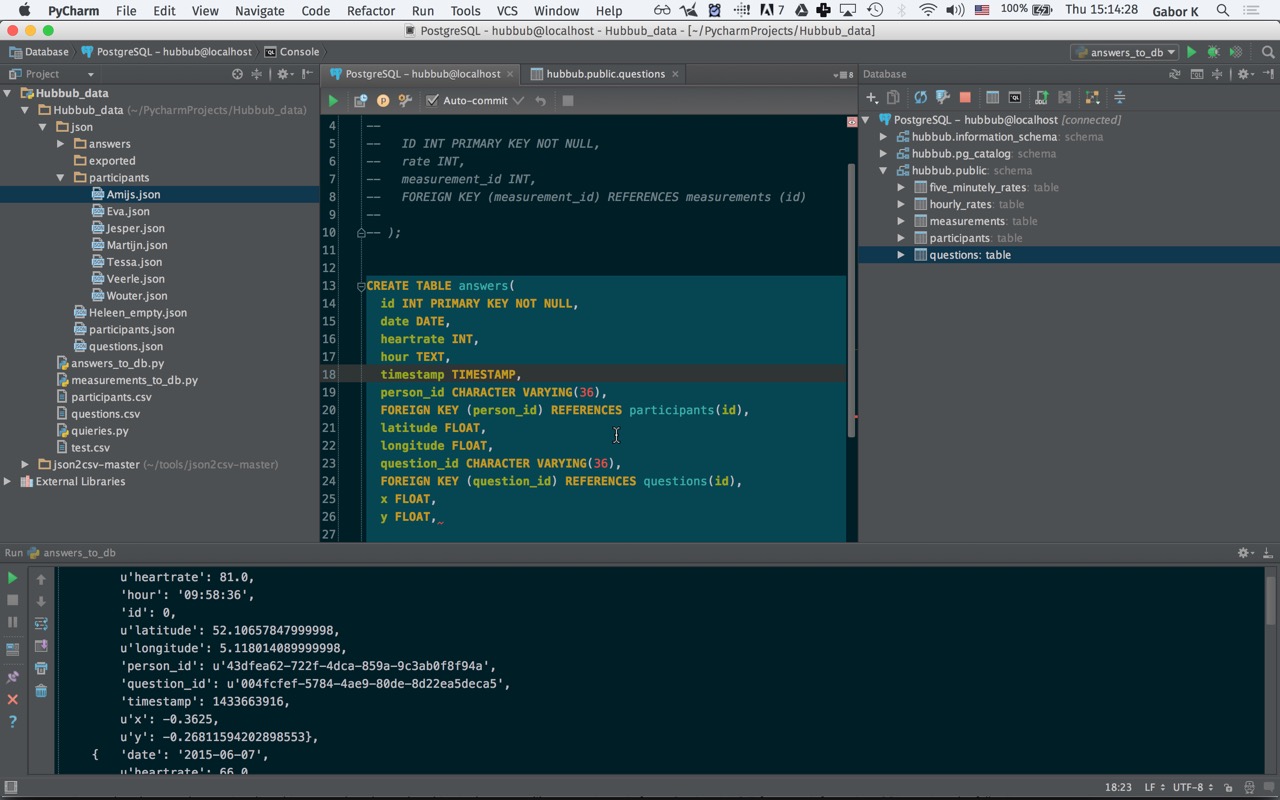 PyCharm File Edit View Navigate Code Refactor Run Tools VCS Window Help 7 100% Thu 15:14:28 Gabor K
PostgreSQL - hubbub@localhost - Hubbub_data - [~/PycharmProjects/Hubbub_data]
Database PostgreSQL - hubbub@localhost Console answers_to_db
Project
PostgreSQL - hubbub@localhost hubbub.public.questions 8
Database
Hubbub_data
Hubbub_data (~/PycharmProjects/Hubbub_data)
json
answers
exported
participants
Amijs.json
Eva.json
Jesper.json
Martijn.json
Tessa.json
Veerle.json
Wouter.json
Heleen_empty.json
participants.json
questions.json
answers_to_db.py
measurements_to_db.py
participants.csv
questions.csv
quieries.py
test.csv
json2csv-master (~/tools/json2csv-master)
External Libraries
Auto-commit
4 --
5 -- ID INT PRIMARY KEY NOT NULL,
6 -- rate INT,
7 -- measurement_id INT,
8 -- FOREIGN KEY (measurement_id) REFERENCES measurements (id)
9 --
10 -- );
11
12
13 CREATE TABLE answers(
14 id INT PRIMARY KEY NOT NULL,
15 date DATE,
16 heartrate INT,
17 hour TEXT,
18 timestamp TIMESTAMP,
19 person_id CHARACTER VARYING(36),
20 FOREIGN KEY (person_id) REFERENCES participants(id),
21 latitude FLOAT,
22 longitude FLOAT,
23 question_id CHARACTER VARYING(36),
24 FOREIGN KEY (question_id) REFERENCES questions(id),
25 x FLOAT,
26 y FLOAT,
27
PostgreSQL - hubbub@localhost [connected]
hubbub.information_schema: schema
hubbub.pg_catalog: schema
hubbub.public: schema
five_minutely_rates: table
hourly_rates: table
measurements: table
participants: table
questions: table
Run answers_to_db
u'heartrate': 81.0,
'hour': '09:58:36',
'id': 0,
u'latitude': 52.10657847999998,
u'longitude': 5.118014089999998,
'person_id': u'43dfea62-722f-4dca-859a-9c3ab0f8f94a',
'question_id': u'004fcfef-5784-4ae9-80de-8d22ea5deca5',
'timestamp': 1433663916,
u'x': -0.3625,
u'y': -0.26811594202898553},
{ 'date': '2015-06-07',
u'heartrate': 66.0,
18:23 LF UTF-8